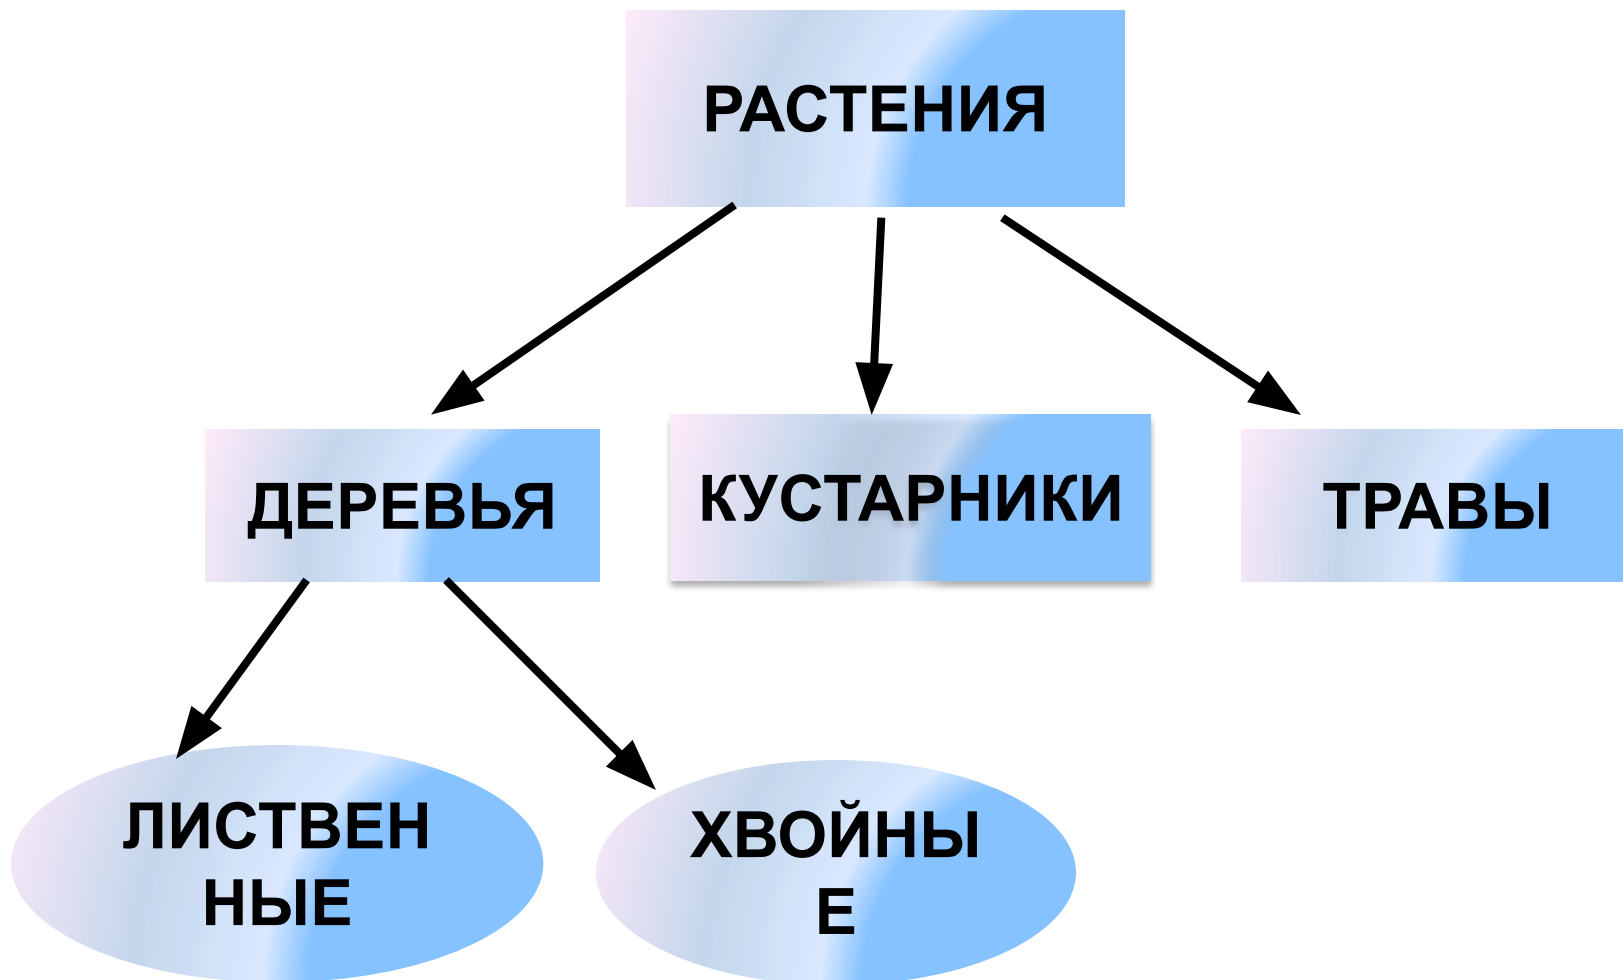 РАСТЕНИЯ
ДЕРЕВЬЯ
КУСТАРНИКИ
ТРАВЫ
ЛИСТВЕН
НЫЕ
ХВОЙНЫ
Е